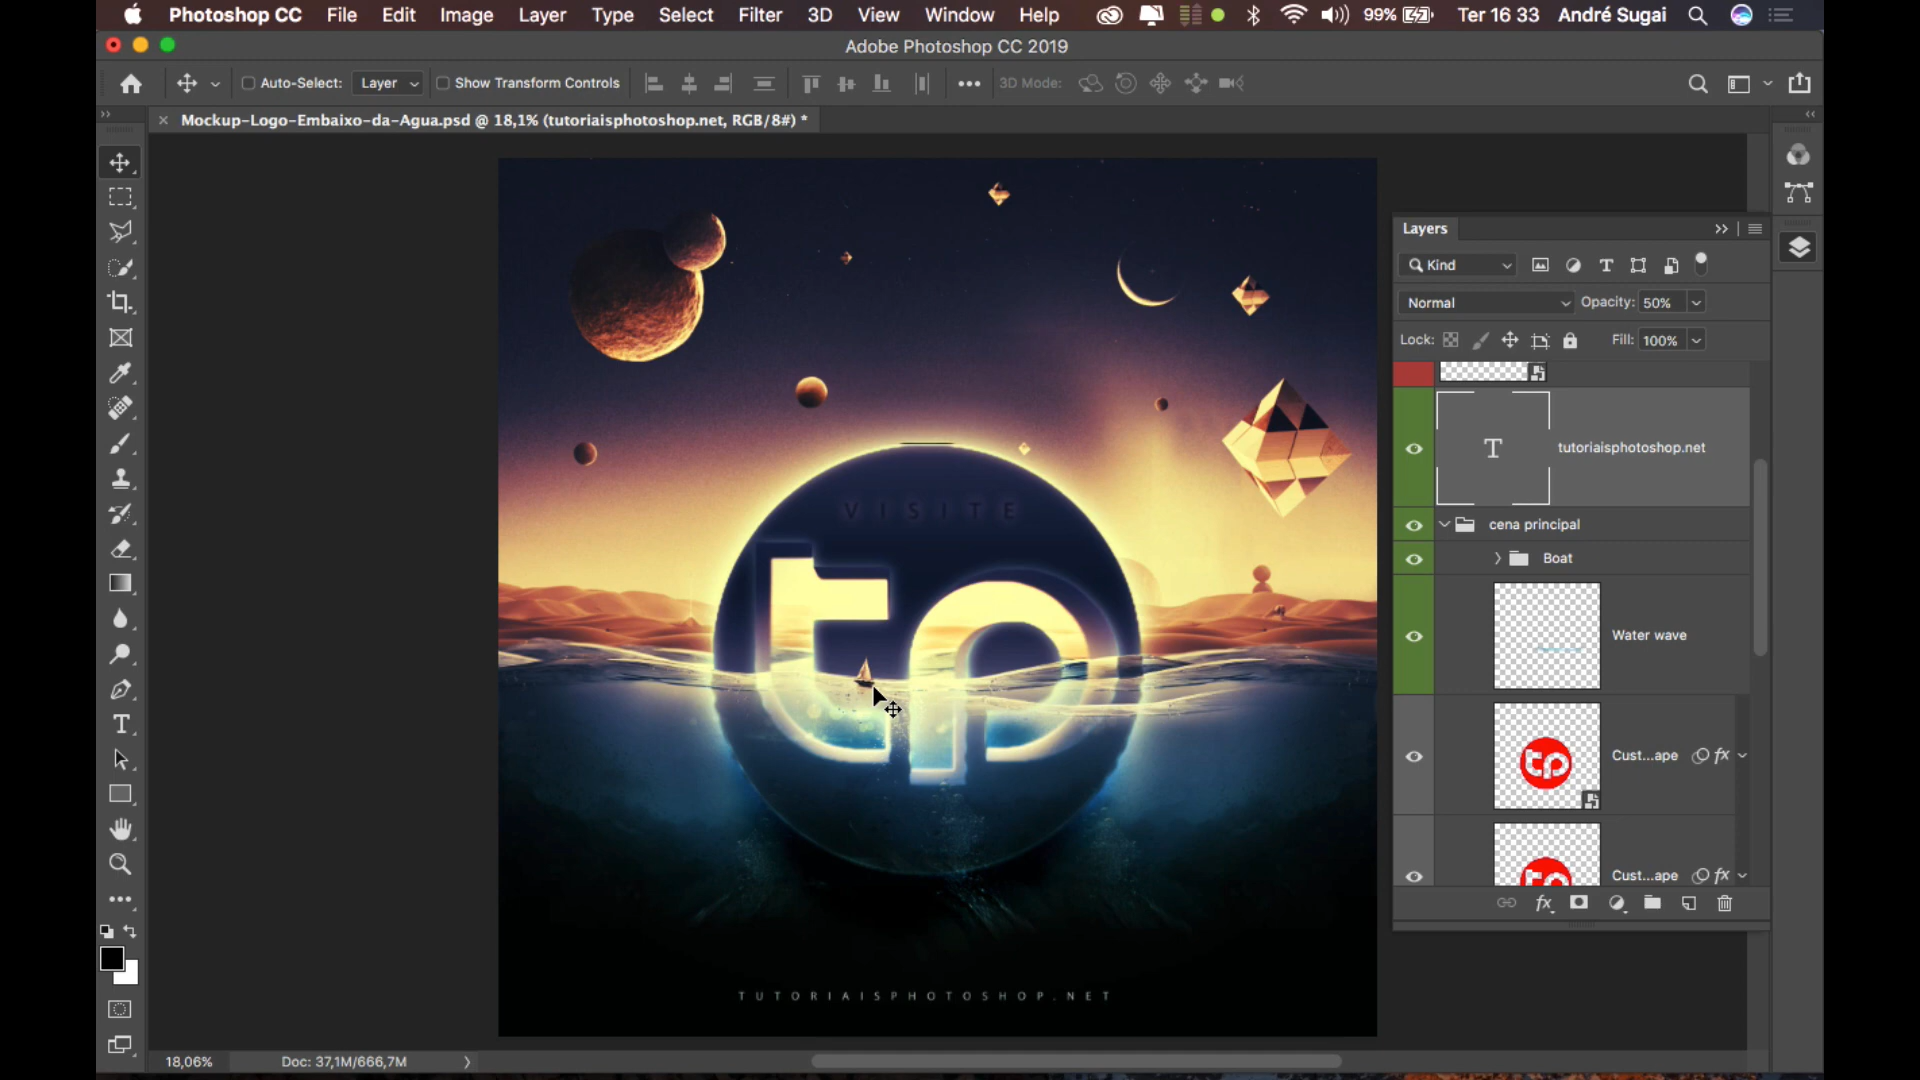 Photoshop CC File Edit Image Layer Type Select Filter 3D View Window Help 99% Ter 16 33 André Sugai
Adobe Photoshop CC 2019
Auto-Select: Layer Show Transform Controls 3D Mode:
Mockup-Logo-Embaixo-da-Agua.psd @ 18,1% (tutoriaisphotoshop.net, RGB/8#) *
Layers
Kind
Normal Opacity: 50%
Lock: Fill: 100%
T tutoriaisphotoshop.net
cena principal
Boat
Water wave
tp Cust...ape fx
Cust...ape fx
fx
VISITE
tp
TUTORIAISPHOTOSHOP.NET
18,06% Doc: 37,1M/666,7M